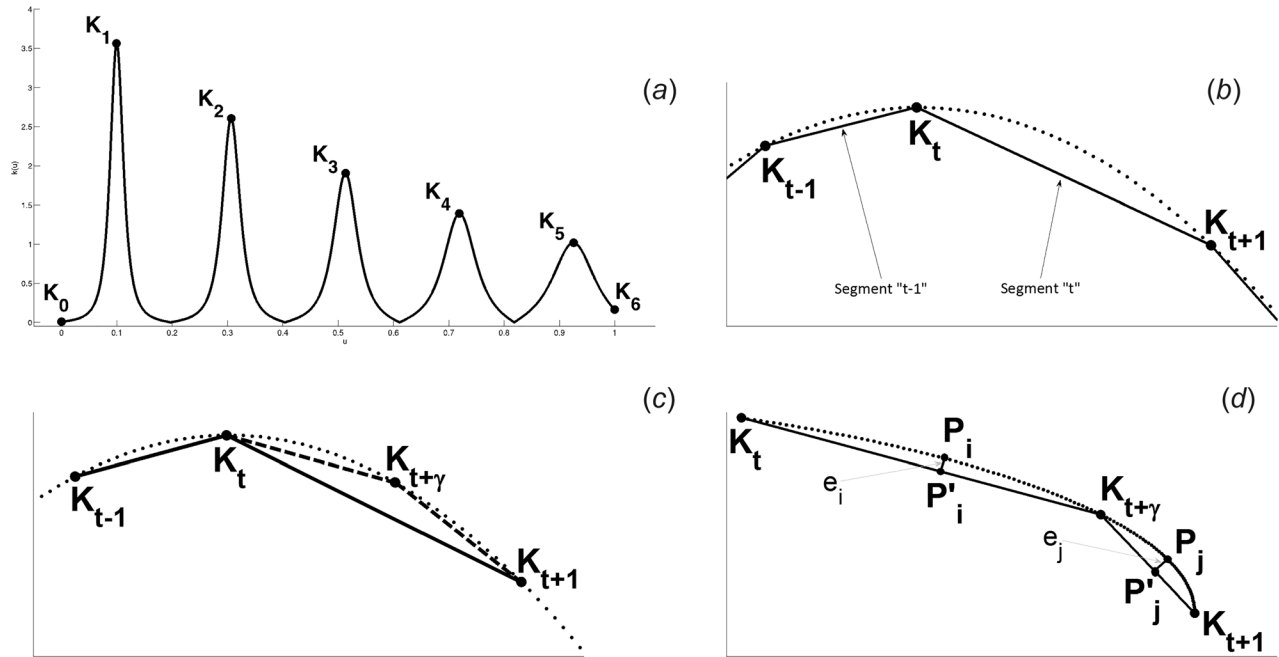 (a)
4
3.5
3
2.5
2
1.5
1
0.5
0
k(u)
K1
K2
K3
K4
K5
K0
K6
0 0.1 0.2 0.3 0.4 0.5 0.6 0.7 0.8 0.9 1
u
(b)
Kt
Kt-1
Kt+1
Segment "t-1"
Segment "t"
(c)
Kt
Kt+γ
Kt-1
Kt+1
(d)
Kt
Pi
ei
P'i
Kt+γ
ej
Pj
P'j
Kt+1